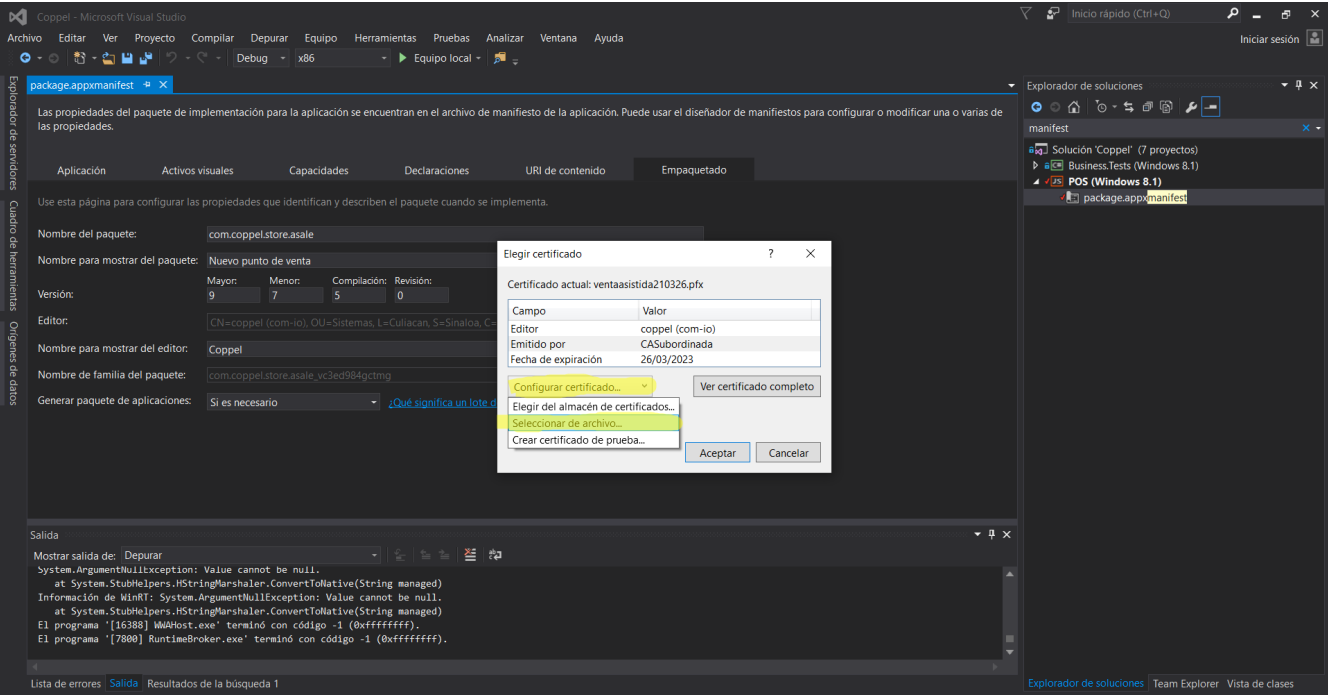 Coppel - Microsoft Visual Studio
Inicio rápido (Ctrl+Q)
Archivo Editar Ver Proyecto Compilar Depurar Equipo Herramientas Pruebas Analizar Ventana Ayuda
Iniciar sesión
Debug x86 Equipo local
Explorador de servidores
Cuadro de herramientas
Orígenes de datos
package.appxmanifest
Las propiedades del paquete de implementación para la aplicación se encuentran en el archivo de manifiesto de la aplicación. Puede usar el diseñador de manifiestos para configurar o modificar una o varias de
las propiedades.
Aplicación Activos visuales Capacidades Declaraciones URI de contenido Empaquetado
Use esta página para configurar las propiedades que identifican y describen el paquete cuando se implementa.
Nombre del paquete: com.coppel.store.asale
Nombre para mostrar del paquete: Nuevo punto de venta
Mayor: Menor: Compilación: Revisión:
Versión: 9 7 5 0
Editor: CN=coppel (com-io), OU=Sistemas, L=Culiacan, S=Sinaloa, C=
Nombre para mostrar del editor: Coppel
Nombre de familia del paquete: com.coppel.store.asale_vc3ed984gctmg
Generar paquete de aplicaciones: Si es necesario ¿Qué significa un lote d
Elegir certificado ?
Certificado actual: ventaasistida210326.pfx
Campo Valor
Editor coppel (com-io)
Emitido por CASubordinada
Fecha de expiración 26/03/2023
Configurar certificado... Ver certificado completo
Elegir del almacén de certificados...
Seleccionar de archivo...
Crear certificado de prueba...
Aceptar Cancelar
Explorador de soluciones
manifest
Solución 'Coppel' (7 proyectos)
Business.Tests (Windows 8.1)
JS POS (Windows 8.1)
package.appxmanifest
Salida
Mostrar salida de: Depurar
System.ArgumentNullException: Value cannot be null.
at System.StubHelpers.HStringMarshaler.ConvertToNative(String managed)
Información de WinRT: System.ArgumentNullException: Value cannot be null.
at System.StubHelpers.HStringMarshaler.ConvertToNative(String managed)
El programa '[16388] WWAHost.exe' terminó con código -1 (0xffffffff).
El programa '[7800] RuntimeBroker.exe' terminó con código -1 (0xffffffff).
Lista de errores Salida Resultados de la búsqueda 1
Explorador de soluciones Team Explorer Vista de clases